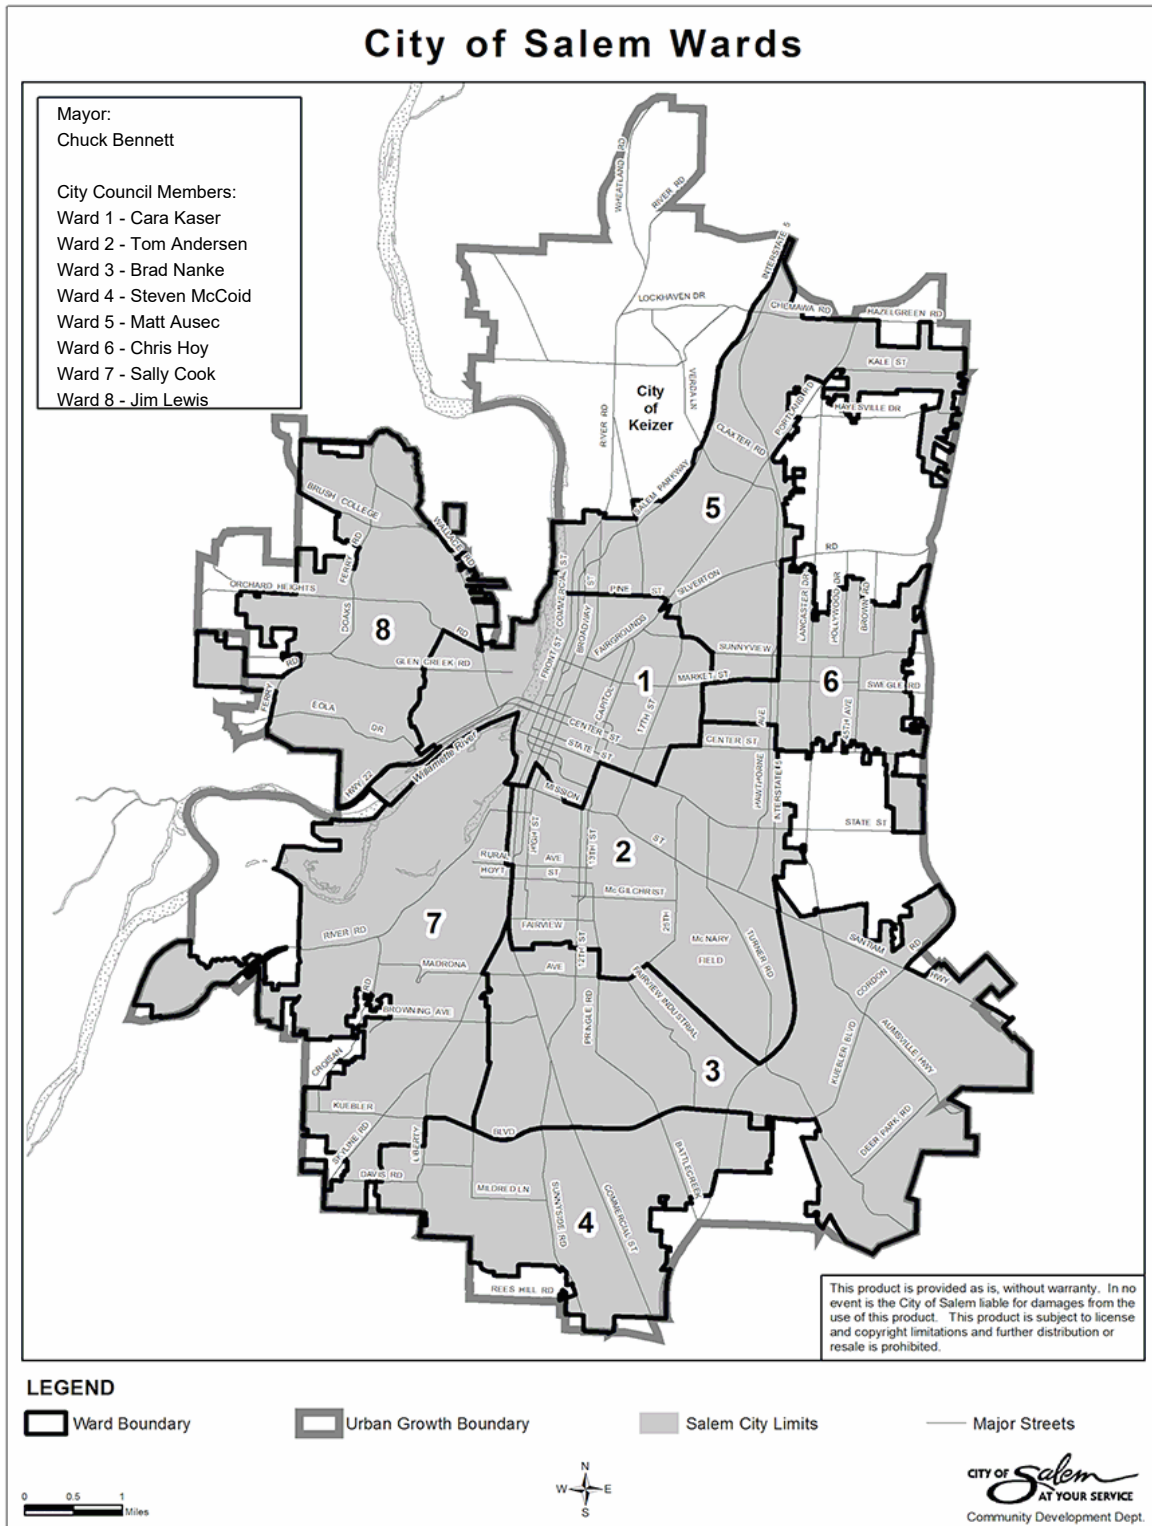 City of Salem Wards
Mayor:
Chuck Bennett
City Council Members:
Ward 1 - Cara Kaser
Ward 2 - Tom Andersen
Ward 3 - Brad Nanke
Ward 4 - Steven McCoid
Ward 5 - Matt Ausec
Ward 6 - Chris Hoy
Ward 7 - Sally Cook
Ward 8 - Jim Lewis
WHEATLAND RD
RIVER RD
INTERSTATE 5
LOCKHAVEN DR
CHEMAWA RD
HAZELGREEN RD
KALE ST
VERDA LN
City
of
Keizer
RIVER RD
PORTLAND RD
HAYESVILLE DR
CLAXTER RD
SALEM PARKWAY
5
BRUSH COLLEGE
RD
WALLACE RD
DOAKS
FERRY RD
ORCHARD HEIGHTS
RD
8
GLEN CREEK RD
RD
FERRY
EOLA
DR
HWY 22
Willamette River
COMMERCIAL ST
FRONT ST
BROADWAY
ST
PINE ST
SILVERTON
RD
FAIRGROUNDS
CAPITOL
1
17TH ST
MARKET ST
SUNNYVIEW
LANCASTER DR
HOLLYWOOD DR
BROWN RD
6
SWEGLE RD
45TH AVE
CENTER ST
STATE ST
CENTER ST
HAWTHORNE
AVE
INTERSTATE 5
STATE ST
MISSION
ST
HIGH ST
13TH ST
2
RURAL AVE
HOYT ST
McGILCHRIST
25TH
FAIRVIEW
12TH ST
McNARY
FIELD
TURNER RD
7
RIVER RD
MADRONA AVE
FAIRVIEW INDUSTRIAL
PRINGLE RD
CROISAN
RD
BROWNING AVE
SANTIAM
HWY
CORDON
RD
KUEBLER BLVD
AUMSVILLE HWY
3
DEER PARK RD
KUEBLER
BLVD
SKYLINE RD
LIBERTY
DAVIS RD
MILDRED LN
SUNNYSIDE RD
COMMERCIAL ST
BATTLECREEK
4
REES HILL RD
This product is provided as is, without warranty. In no
event is the City of Salem liable for damages from the
use of this product. This product is subject to license
and copyright limitations and further distribution or
resale is prohibited.
LEGEND
Ward Boundary
Urban Growth Boundary
Salem City Limits
Major Streets
0 0.5 1
Miles
N
W E
S
CITY OF Salem
AT YOUR SERVICE
Community Development Dept.